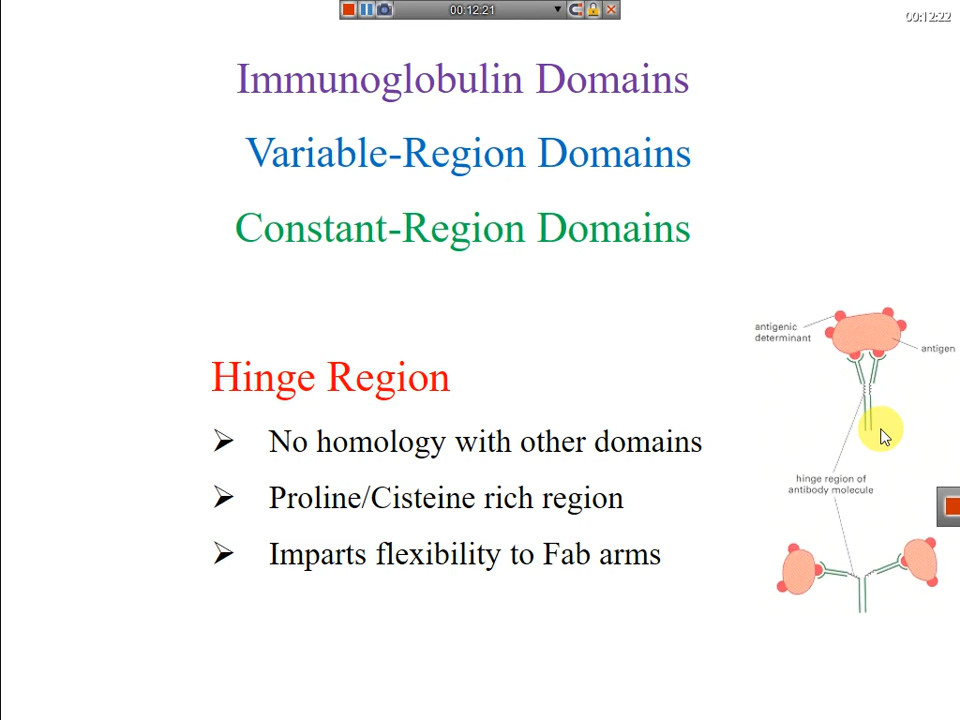 00:12:21
00:12:22
Immunoglobulin Domains
Variable-Region Domains
Constant-Region Domains
antigenic
determinant
antigen
Hinge Region
➢ No homology with other domains
hinge region of
antibody molecule
➢ Proline/Cisteine rich region
➢ Imparts flexibility to Fab arms